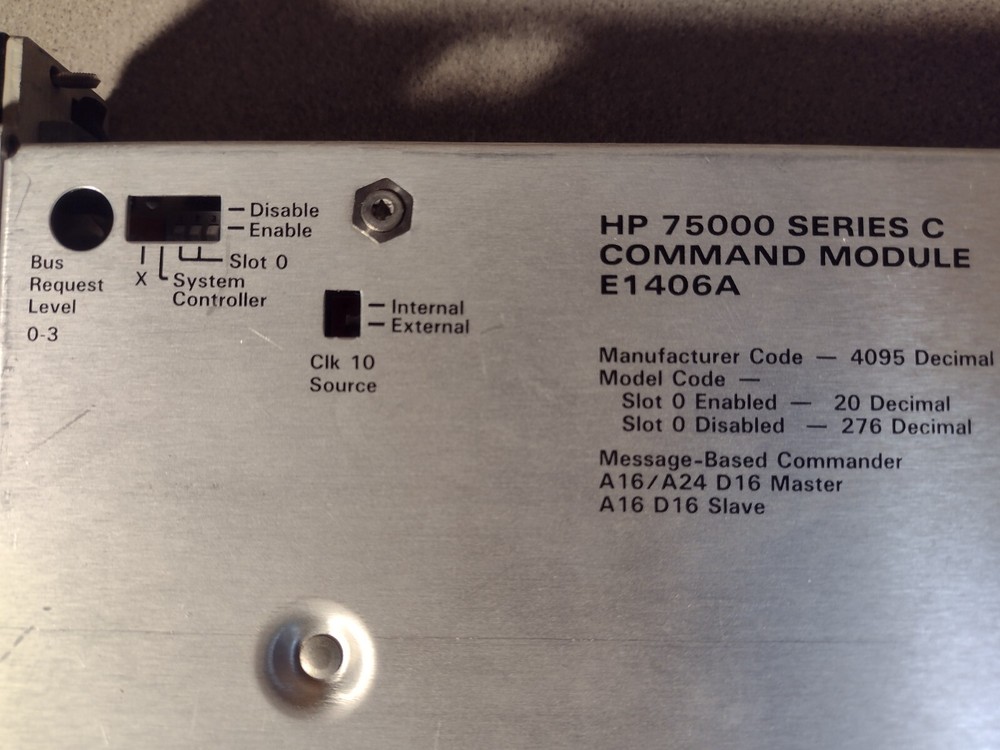 Disable
Enable
Slot 0
X
System
Controller
Bus
Request
Level
0-3
Internal
External
Clk 10
Source
HP 75000 SERIES C
COMMAND MODULE
E1406A
Manufacturer Code — 4095 Decimal
Model Code —
Slot 0 Enabled — 20 Decimal
Slot 0 Disabled — 276 Decimal
Message-Based Commander
A16/A24 D16 Master
A16 D16 Slave